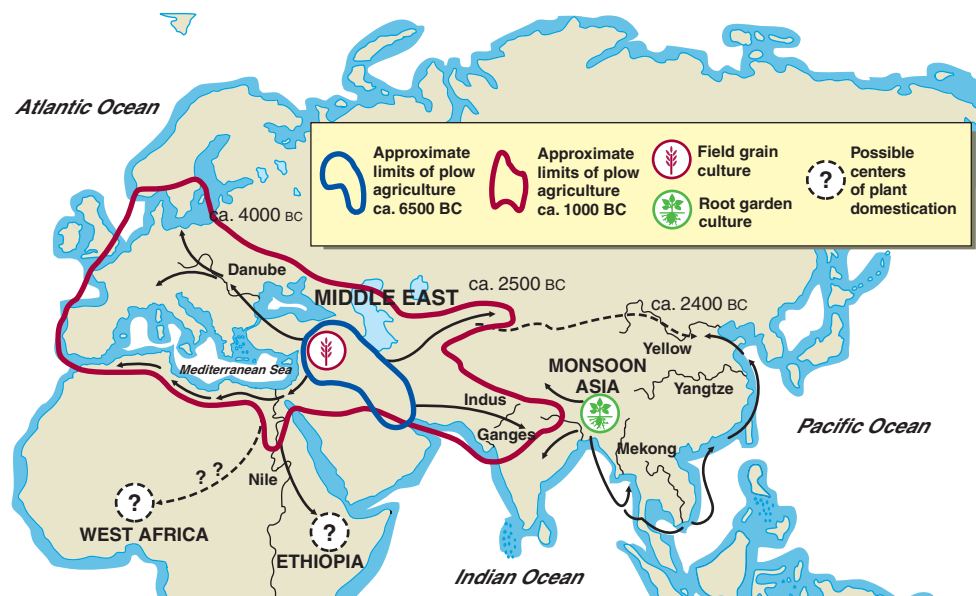 Atlantic Ocean
Approximate
limits of plow
agriculture
ca. 6500 BC
Approximate
limits of plow
agriculture
ca. 1000 BC
Field grain
culture
Root garden
culture
?
Possible
centers
of plant
domestication
ca. 4000 BC
Danube
MIDDLE EAST
ca. 2500 BC
ca. 2400 BC
Yellow
Mediterranean Sea
MONSOON
ASIA
Yangtze
Indus
Ganges
Pacific Ocean
Mekong
Nile
? ?
?
WEST AFRICA
?
ETHIOPIA
Indian Ocean